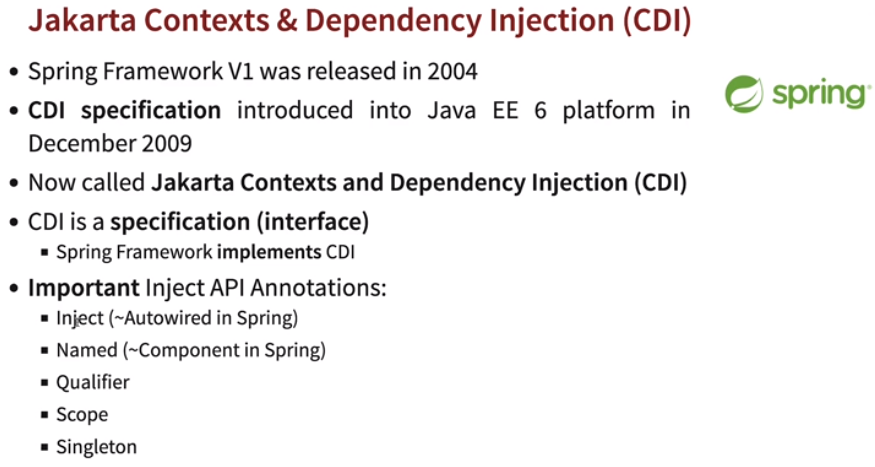 Jakarta Contexts & Dependency Injection (CDI)
• Spring Framework V1 was released in 2004
spring
• CDI specification introduced into Java EE 6 platform in
December 2009
• Now called Jakarta Contexts and Dependency Injection (CDI)
• CDI is a specification (interface)
▪ Spring Framework implements CDI
• Important Inject API Annotations:
▪ Inject (~Autowired in Spring)
▪ Named (~Component in Spring)
▪ Qualifier
▪ Scope
▪ Singleton